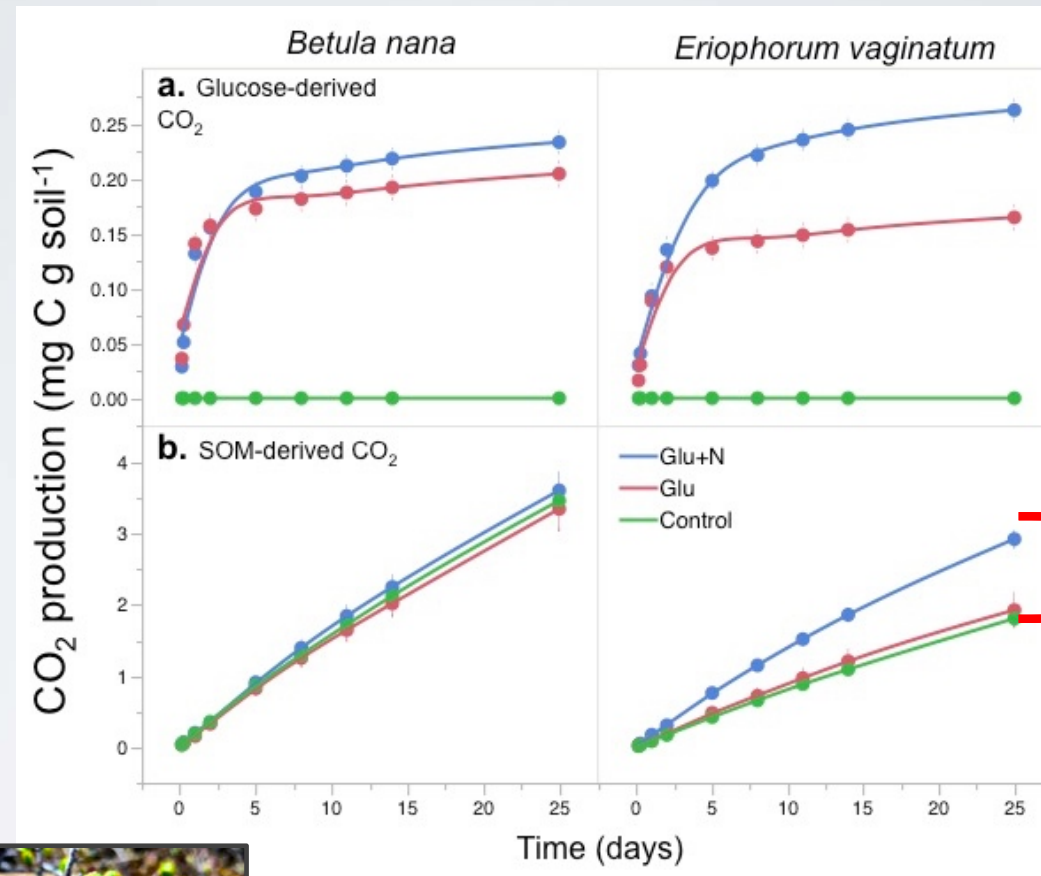 Betula nana
Eriophorum vaginatum
a. Glucose-derived
CO2
CO2 production (mg C g soil-1)
0.25
0.20
0.15
0.10
0.05
0.00
b. SOM-derived CO2
4
3
2
1
0
Glu+N
Glu
Control
0 5 10 15 20 25
0 5 10 15 20 25
Time (days)